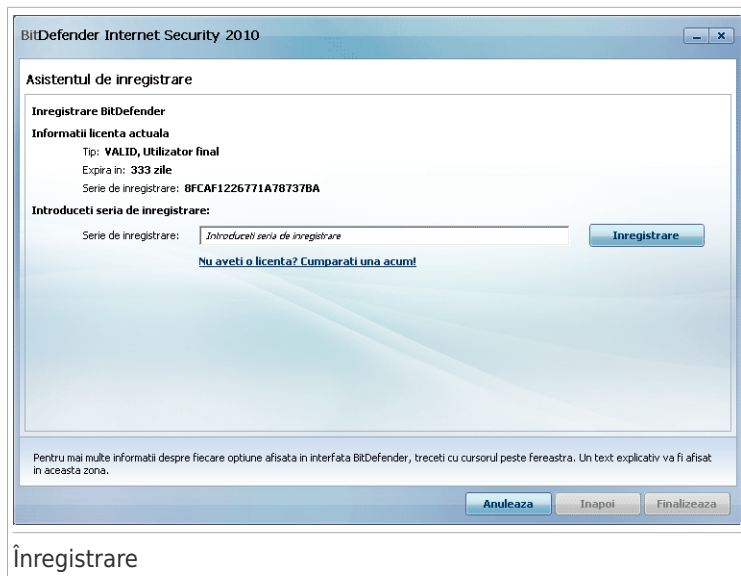 BitDefender Internet Security 2010
Asistentul de inregistrare
Inregistrare BitDefender
Informatii licenta actuala
Tip: VALID, Utilizator final
Expira in: 333 zile
Serie de inregistrare: 8FCAF1226771A78737BA
Introduceti seria de inregistrare:
Serie de inregistrare: Introduceti seria de inregistrare Inregistrare
Nu aveti o licenta? Cumparati una acum!
Pentru mai multe informatii despre fiecare optiune afisata in interfata BitDefender, treceti cu cursorul peste fereastra. Un text explicativ va fi afisat
in aceasta zona.
Anuleaza Inapoi Finalizeaza
Înregistrare